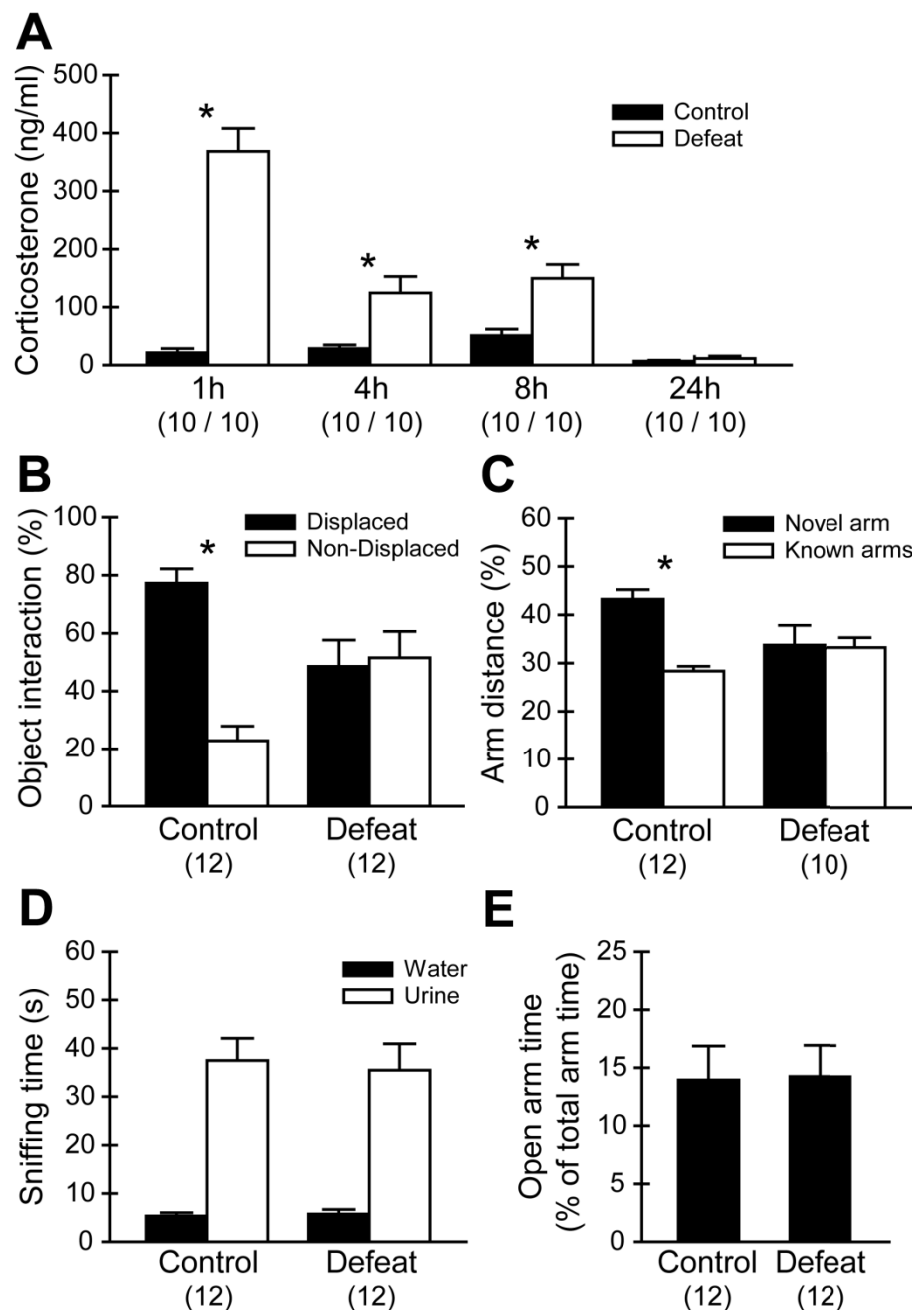 A
Corticosterone (ng/ml)
500
400
300
200
100
0
*
*
*
Control
Defeat
1h
4h
8h
24h
(10 / 10)
(10 / 10)
(10 / 10)
(10 / 10)
B
Object interaction (%)
100
80
60
40
20
0
*
Displaced
Non-Displaced
Control
Defeat
(12)
(12)
C
Arm distance (%)
60
50
40
30
20
10
0
*
Novel arm
Known arms
Control
Defeat
(12)
(10)
D
Sniffing time (s)
60
50
40
30
20
10
0
Water
Urine
Control
Defeat
(12)
(12)
E
Open arm time
(% of total arm time)
25
20
15
10
5
0
Control
Defeat
(12)
(12)